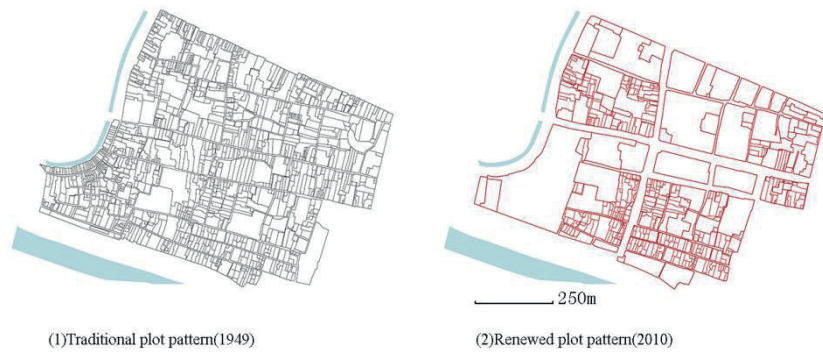 250m
(1)Traditional plot pattern(1949)
(2)Renewed plot pattern(2010)